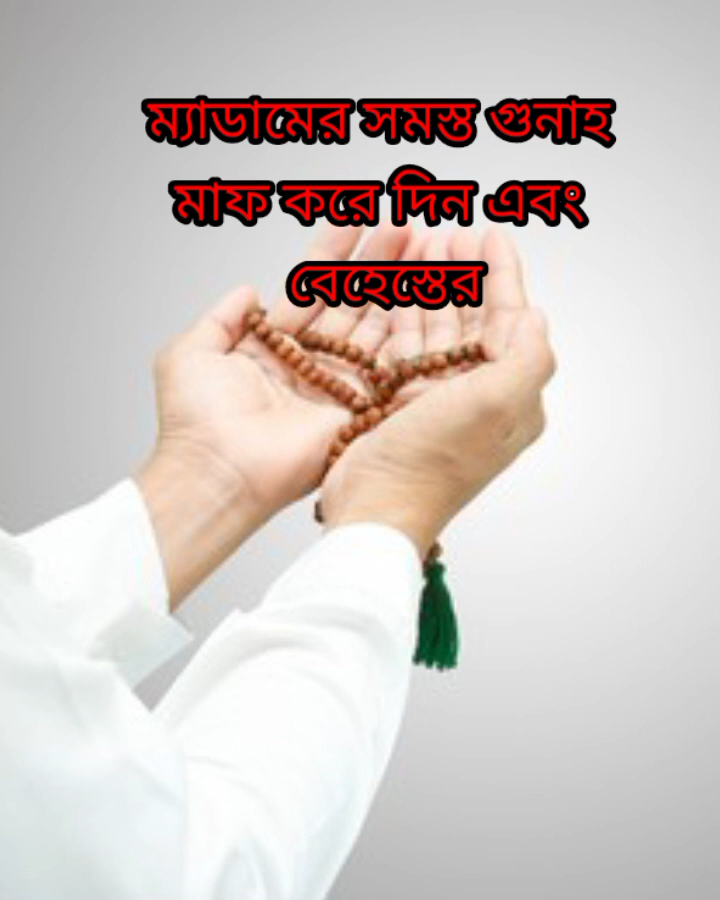 ম্যাডামের সমস্ত গুনাহ
মাফ করে দিন এবং
বেহেস্তের